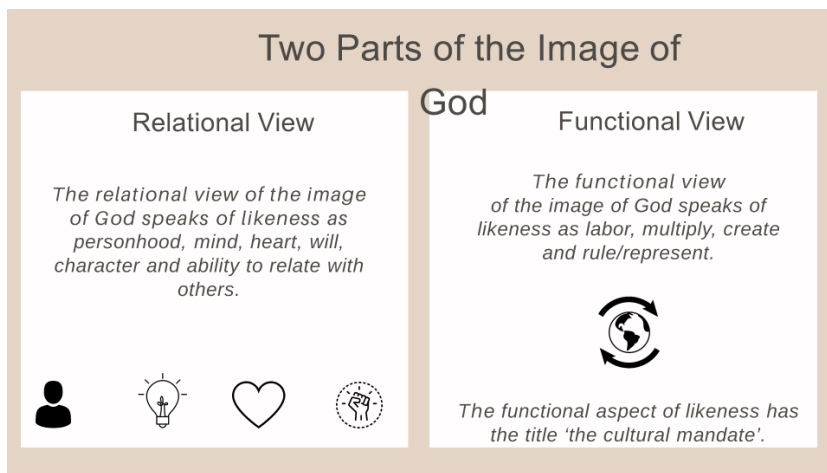 Two Parts of the Image of
God
Relational View
The relational view of the image
of God speaks of likeness as
personhood, mind, heart, will,
character and ability to relate with
others.
Functional View
The functional view
of the image of God speaks of
likeness as labor, multiply, create
and rule/represent.
The functional aspect of likeness has
the title ‘the cultural mandate’.